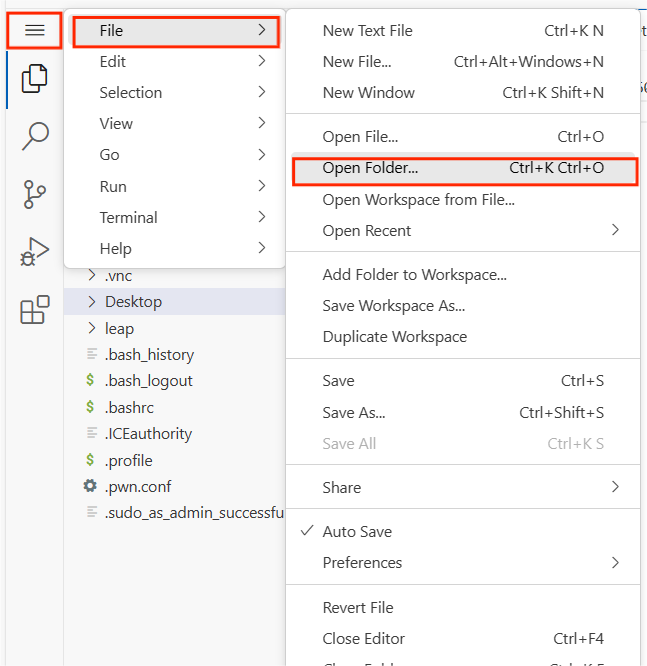 File
Edit
Selection
View
Go
Run
Terminal
Help
.vnc
Desktop
leap
.bash_history
$ .bash_logout
$ .bashrc
.ICEauthority
$ .profile
.pwn.conf
.sudo_as_admin_successfu
New Text File Ctrl+K N
New File... Ctrl+Alt+Windows+N
New Window Ctrl+K Shift+N
Open File... Ctrl+O
Open Folder... Ctrl+K Ctrl+O
Open Workspace from File...
Open Recent
Add Folder to Workspace...
Save Workspace As...
Duplicate Workspace
Save Ctrl+S
Save As... Ctrl+Shift+S
Save All Ctrl+K S
Share
Auto Save
Preferences
Revert File
Close Editor Ctrl+F4